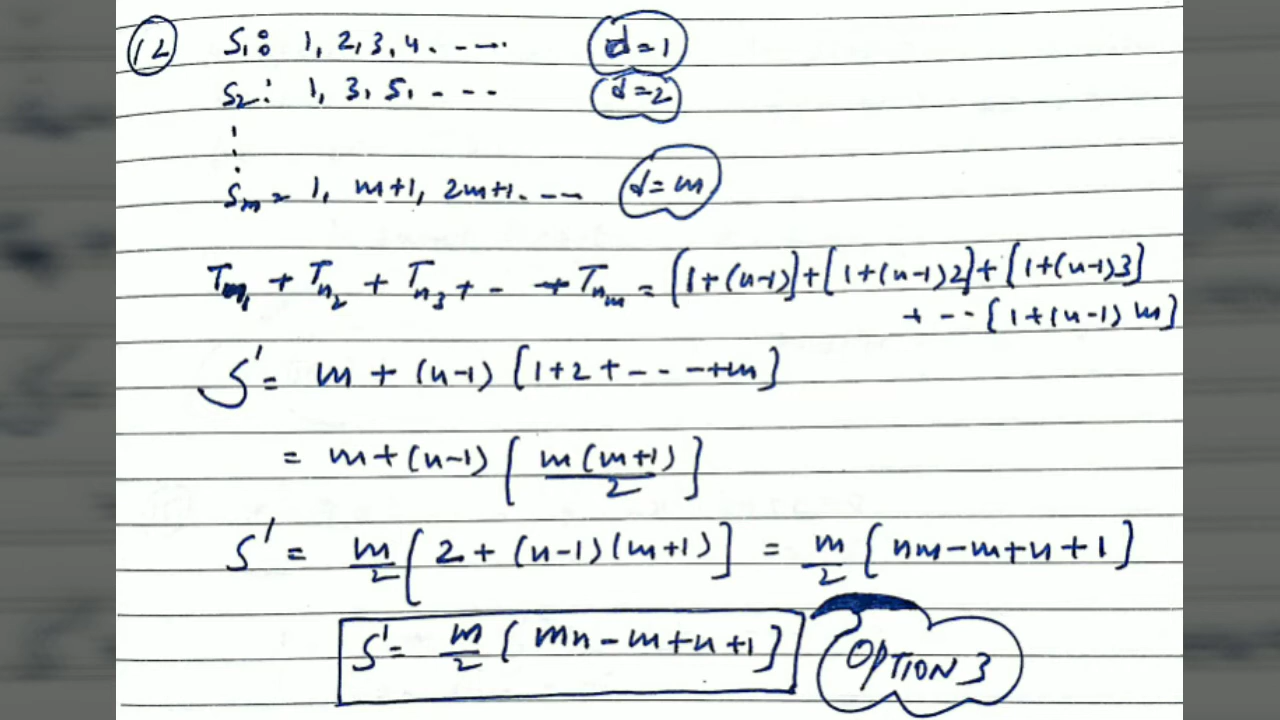 12 S₁: 1, 2, 3, 4. ----- d=1
S₂: 1, 3, 5, - - - d=2
Sₘ = 1, m+1, 2m+1. --- d=m
Tₙ₁ + Tₙ₂ + Tₙ₃ + - - + Tₙₘ = [1+(n-1)]+[1+(n-1)2]+[1+(n-1)3]
+ -- [1+(n-1) m]
S' = m + (n-1) [1+2+ - - - +m]
= m+(n-1) [ m(m+1)/2 ]
S' = m/2 [ 2+(n-1)(m+1) ] = m/2 [ nm-m+n+1 ]
S' = m/2 [ mn-m+n+1 ] OPTION 3